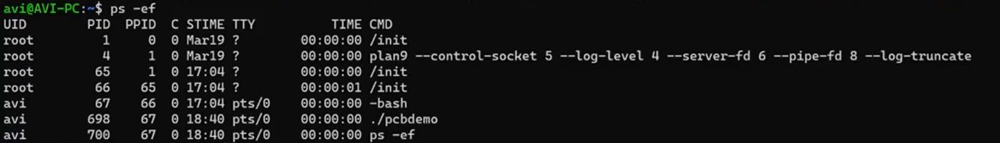 avi@AVI-PC:~$ ps -ef
UID        PID  PPID  C STIME TTY          TIME CMD
root         1     0  0 Mar19 ?        00:00:00 /init
root         4     1  0 Mar19 ?        00:00:00 plan9 --control-socket 5 --log-level 4 --server-fd 6 --pipe-fd 8 --log-truncate
root        65     1  0 17:04 ?        00:00:00 /init
root        66    65  0 17:04 ?        00:00:01 /init
avi         67    66  0 17:04 pts/0    00:00:00 -bash
avi        698    67  0 18:40 pts/0    00:00:00 ./pcbdemo
avi        700    67  0 18:40 pts/0    00:00:00 ps -ef